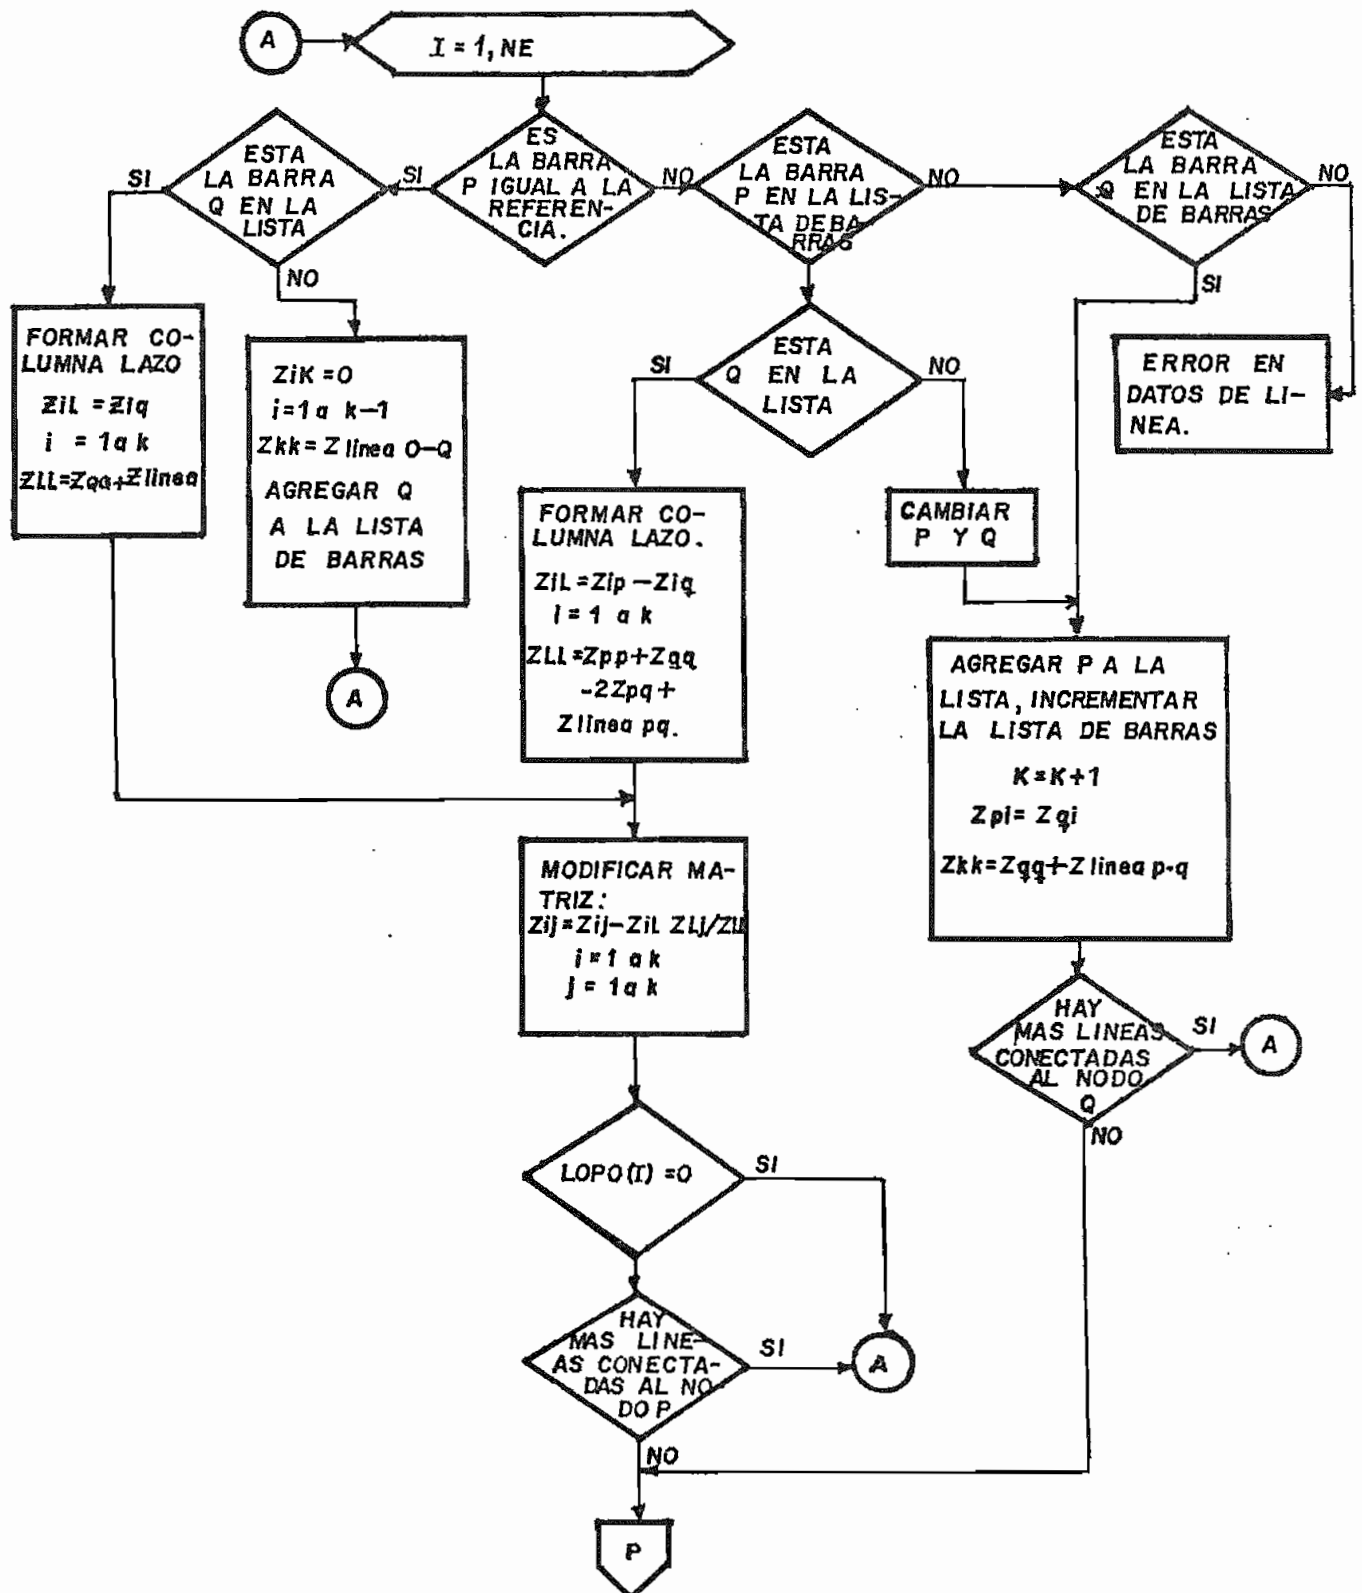 A
I = 1, NE
ES
LA BARRA
P IGUAL A LA
REFEREN-
CIA.
SI
NO
ESTA
LA BARRA
Q EN LA
LISTA
SI
NO
ESTA
LA BARRA
P EN LA LIS-
TA DE BA-
RRAS
NO
ESTA
LA BARRA
Q EN LA LISTA
DE BARRAS
NO
SI
FORMAR CO-
LUMNA LAZO
ZiL = Ziq
i = 1 a k
ZLL=ZQQ+Zlinea
ZiK = 0
i=1 a k-1
Zkk= Z linea 0-Q
AGREGAR Q
A LA LISTA
DE BARRAS
A
ESTA
Q EN LA
LISTA
SI
NO
ERROR EN
DATOS DE LI-
NEA.
CAMBIAR
P Y Q
FORMAR CO-
LUMNA LAZO.
ZiL=Zip-Ziq
i=1 a k
ZLL=Zpp+Zqq
-2Zpq+
Zlinea pq.
AGREGAR P A LA
LISTA, INCREMENTAR
LA LISTA DE BARRAS
K=K+1
Zpi= Zqi
Zkk=Zqq+Z linea p-q
MODIFICAR MA-
TRIZ:
Zij=Zij-ZiL ZLj/ZLL
i=1 a k
j= 1 a k
HAY
MAS LINEAS
CONECTADAS
AL NODO
Q
SI
A
NO
LOPO(I) =0
SI
HAY
MAS LINE-
AS CONECTA-
DAS AL NO
DO P
SI
A
NO
P